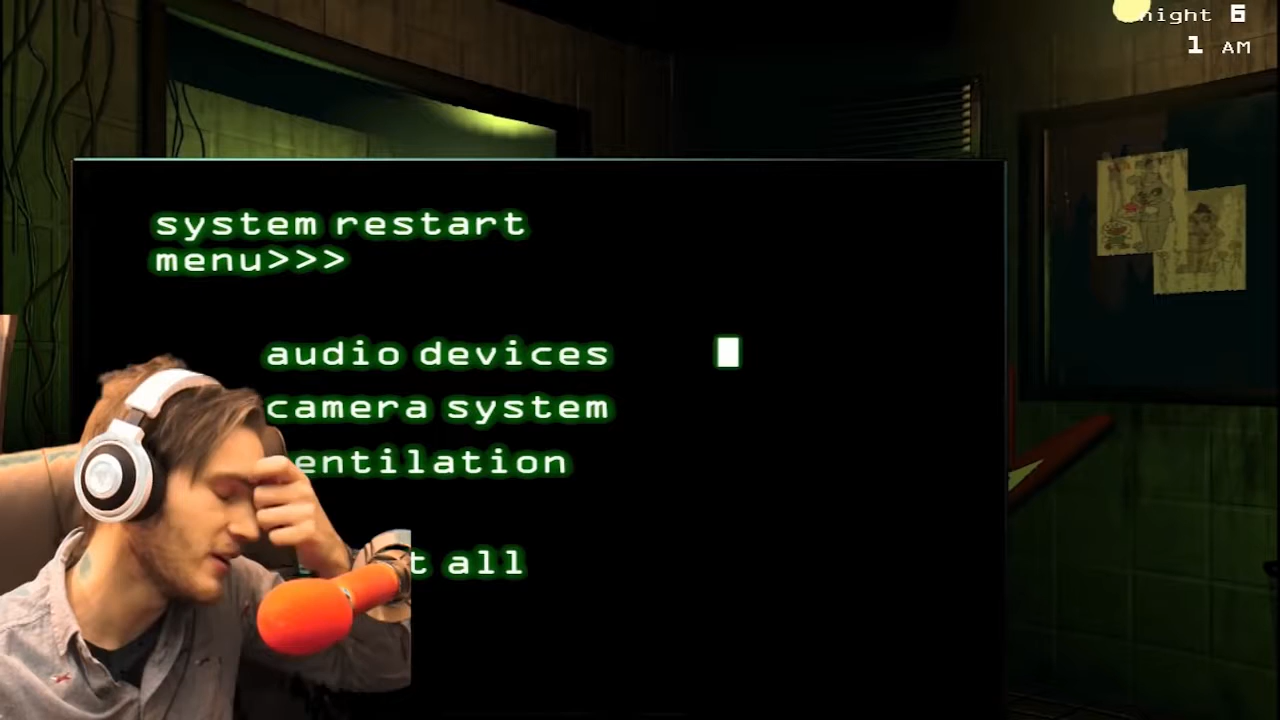 night 6
1 AM
system restart
menu>>>
audio devices
camera system
entilation
t all